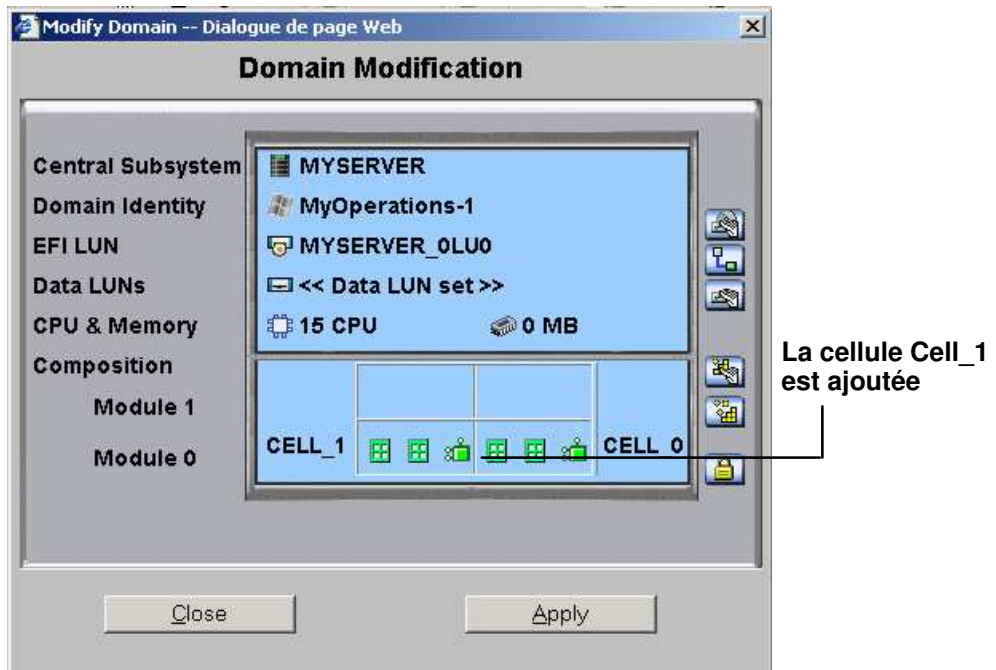 Modify Domain -- Dialogue de page Web
Domain Modification
Central Subsystem MYSERVER
Domain Identity MyOperations-1
EFI LUN MYSERVER_0LU0
Data LUNs << Data LUN set >>
CPU & Memory 15 CPU 0 MB
Composition
Module 1
Module 0 CELL_1 CELL_0
La cellule Cell_1
est ajoutée
Close Apply